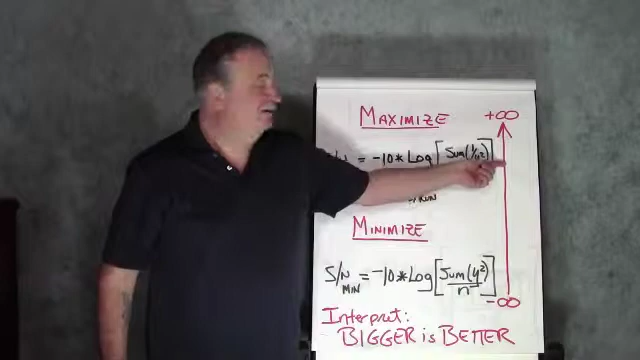 MAXIMIZE
+∞
S/N = -10*Log[Sum(1/y²)
MINIMIZE
S/N MIN = -10*Log[Sum(y²)/n]
-∞
Interpret:
BIGGER is BETTER